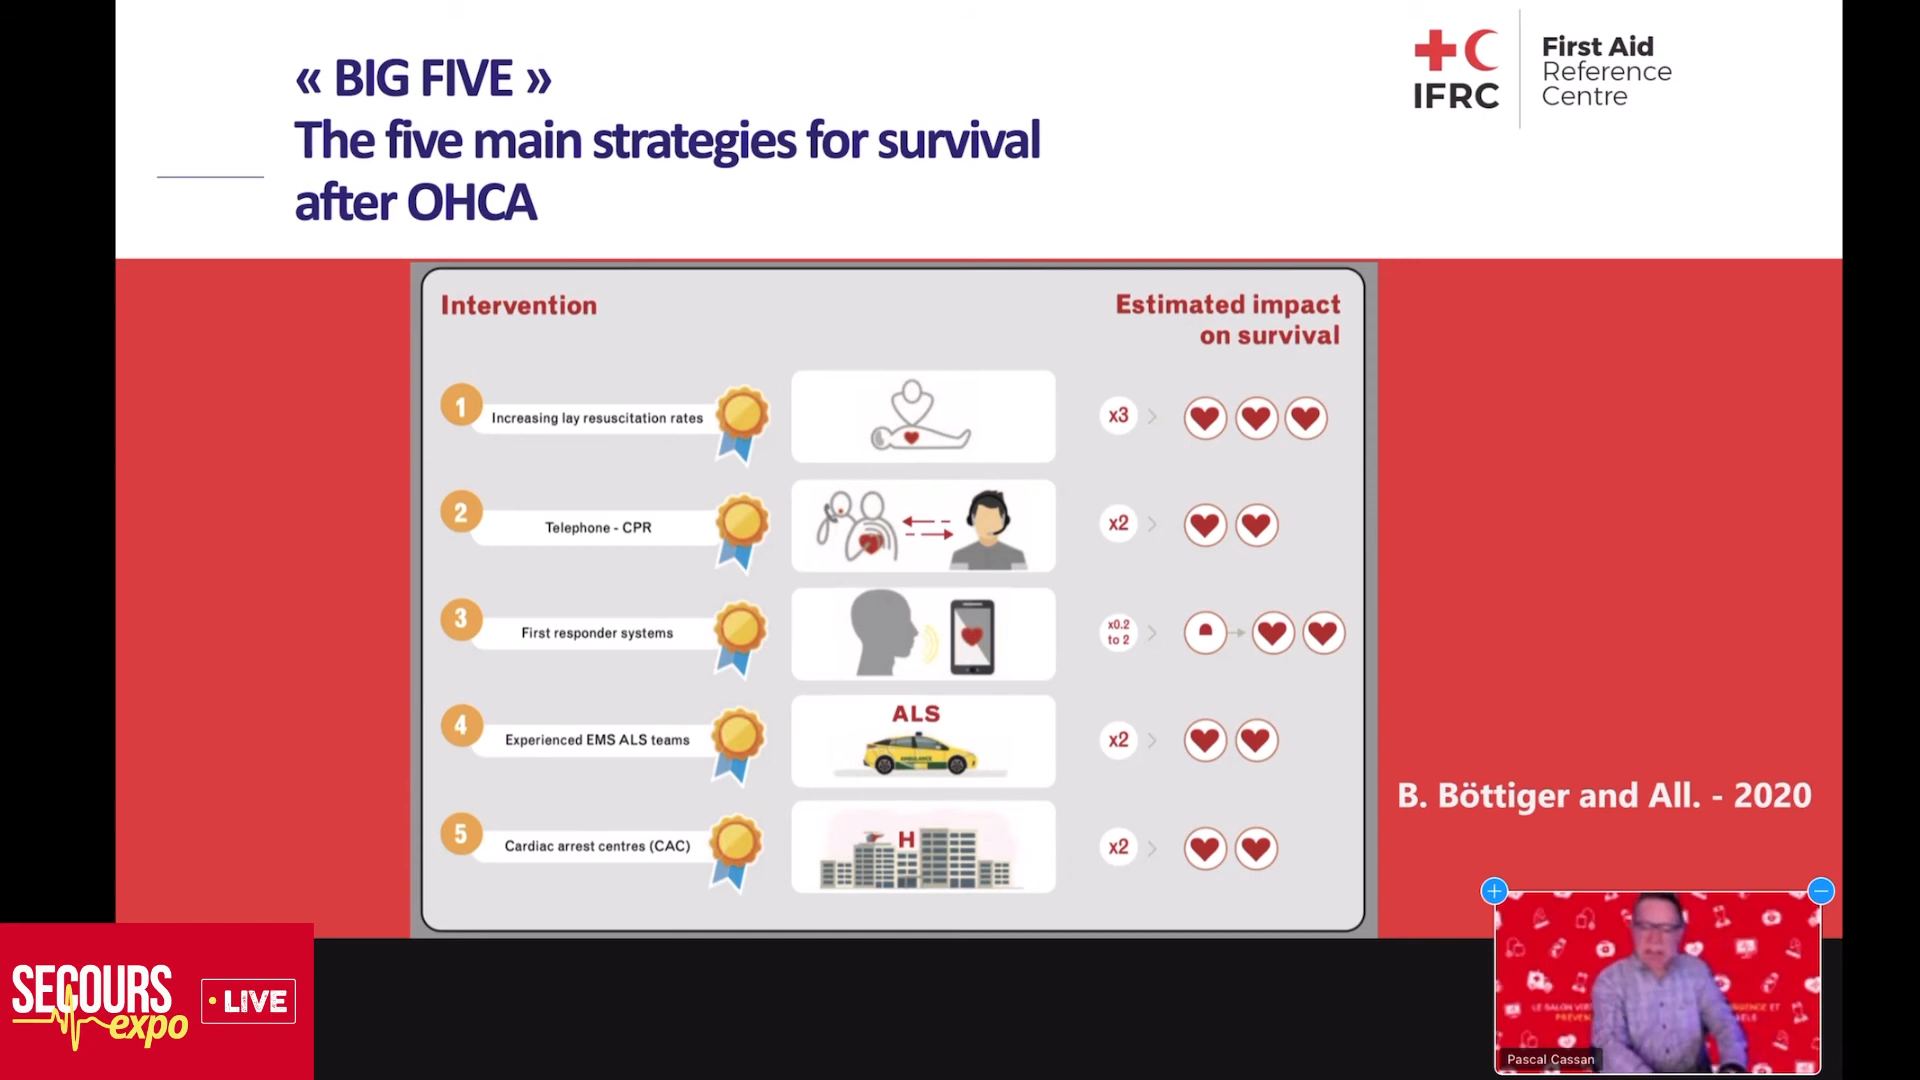 « BIG FIVE »
The five main strategies for survival
after OHCA
IFRC
First Aid
Reference
Centre
Intervention
Estimated impact
on survival
1
Increasing lay resuscitation rates
x3
2
Telephone - CPR
x2
3
First responder systems
x0.2
to 2
4
Experienced EMS ALS teams
ALS
AMBULANCE
x2
5
Cardiac arrest centres (CAC)
H
x2
B. Böttiger and All. - 2020
SECOURS
expo
LIVE
LE SALON
Pascal Cassan